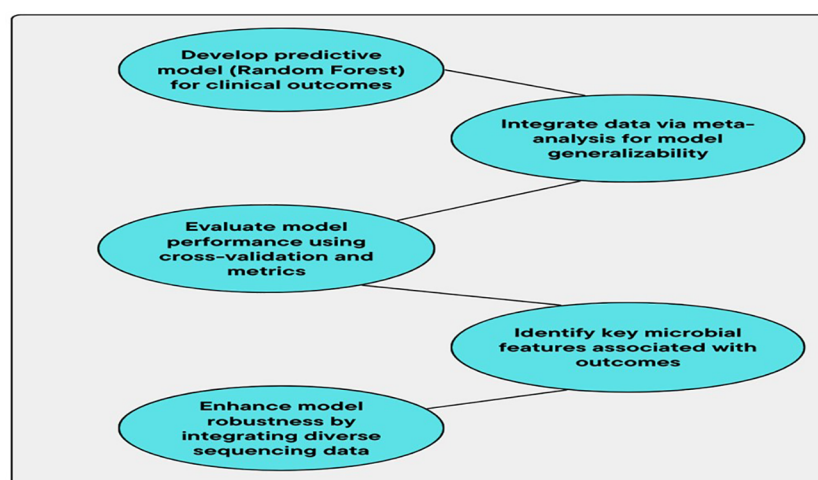 Develop predictive
model (Random Forest)
for clinical outcomes
Integrate data via meta-
analysis for model
generalizability
Evaluate model
performance using
cross-validation and
metrics
Identify key microbial
features associated with
outcomes
Enhance model
robustness by
integrating diverse
sequencing data